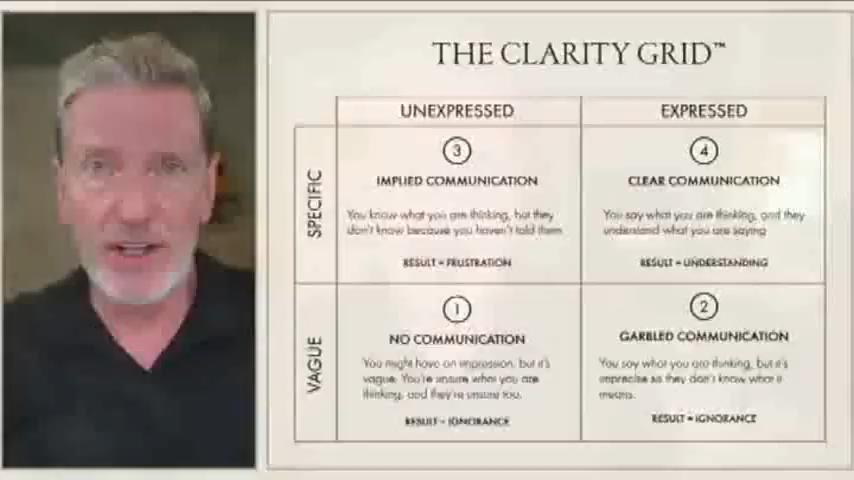 THE CLARITY GRID™
UNEXPRESSED
EXPRESSED
SPECIFIC
3
IMPLIED COMMUNICATION
You know what you are thinking, but they
don't know because you haven't told them
RESULT = FRUSTRATION
4
CLEAR COMMUNICATION
You say what you are thinking, and they
understand what you are saying
RESULT = UNDERSTANDING
VAGUE
1
NO COMMUNICATION
You might have an impression, but it's
vague. You're unsure what you are
thinking, and they're unsure too.
RESULT = IGNORANCE
2
GARBLED COMMUNICATION
You say what you are thinking, but it's
imprecise so they don't know what it
means.
RESULT = IGNORANCE